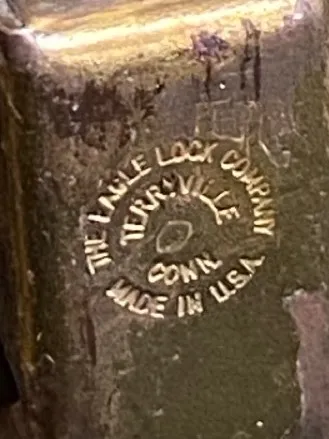 THE EAGLE LOCK COMPANY
TERRYVILLE
CONN.
MADE IN U.S.A.